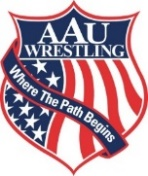 AAU
WRESTLING
Where The Path Begins